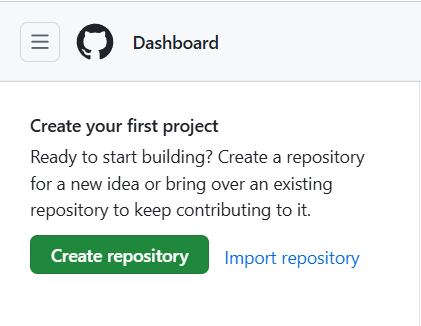 Dashboard
Create your first project
Ready to start building? Create a repository
for a new idea or bring over an existing
repository to keep contributing to it.
Create repository
Import repository